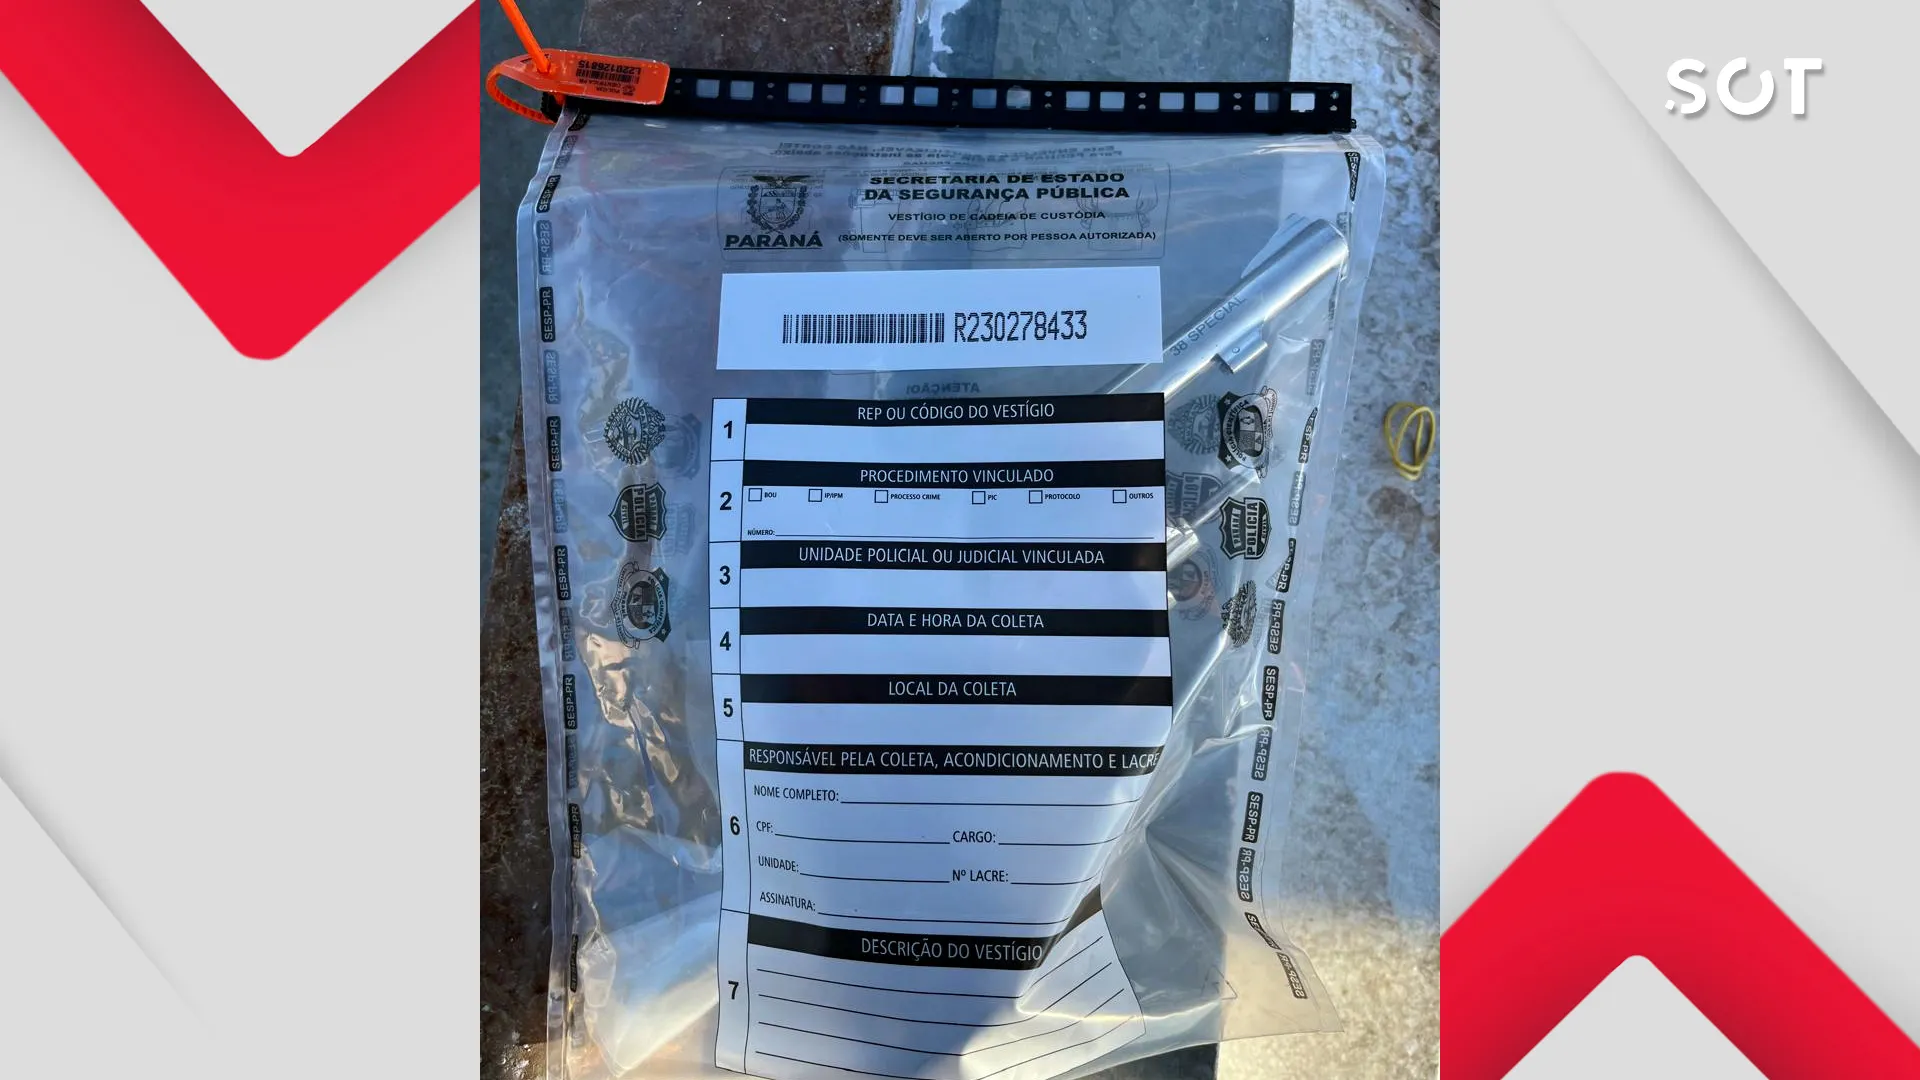 SOT
L220126815
SECRETARIA DE ESTADO
DA SEGURANÇA PÚBLICA
VESTÍGIO DE CADEIA DE CUSTÓDIA
PARANÁ (SOMENTE DEVE SER ABERTO POR PESSOA AUTORIZADA)
R230278433
38 SPECIAL
ATENÇÃO!
1 REP OU CÓDIGO DO VESTÍGIO
2 PROCEDIMENTO VINCULADO
BOU IP/IPM PROCESSO CRIME PIC PROTOCOLO OUTROS
NÚMERO:
3 UNIDADE POLICIAL OU JUDICIAL VINCULADA
4 DATA E HORA DA COLETA
5 LOCAL DA COLETA
6 RESPONSÁVEL PELA COLETA, ACONDICIONAMENTO E LACRE
NOME COMPLETO:
CPF: CARGO:
UNIDADE: Nº LACRE:
ASSINATURA:
7 DESCRIÇÃO DO VESTÍGIO
SESP-PR